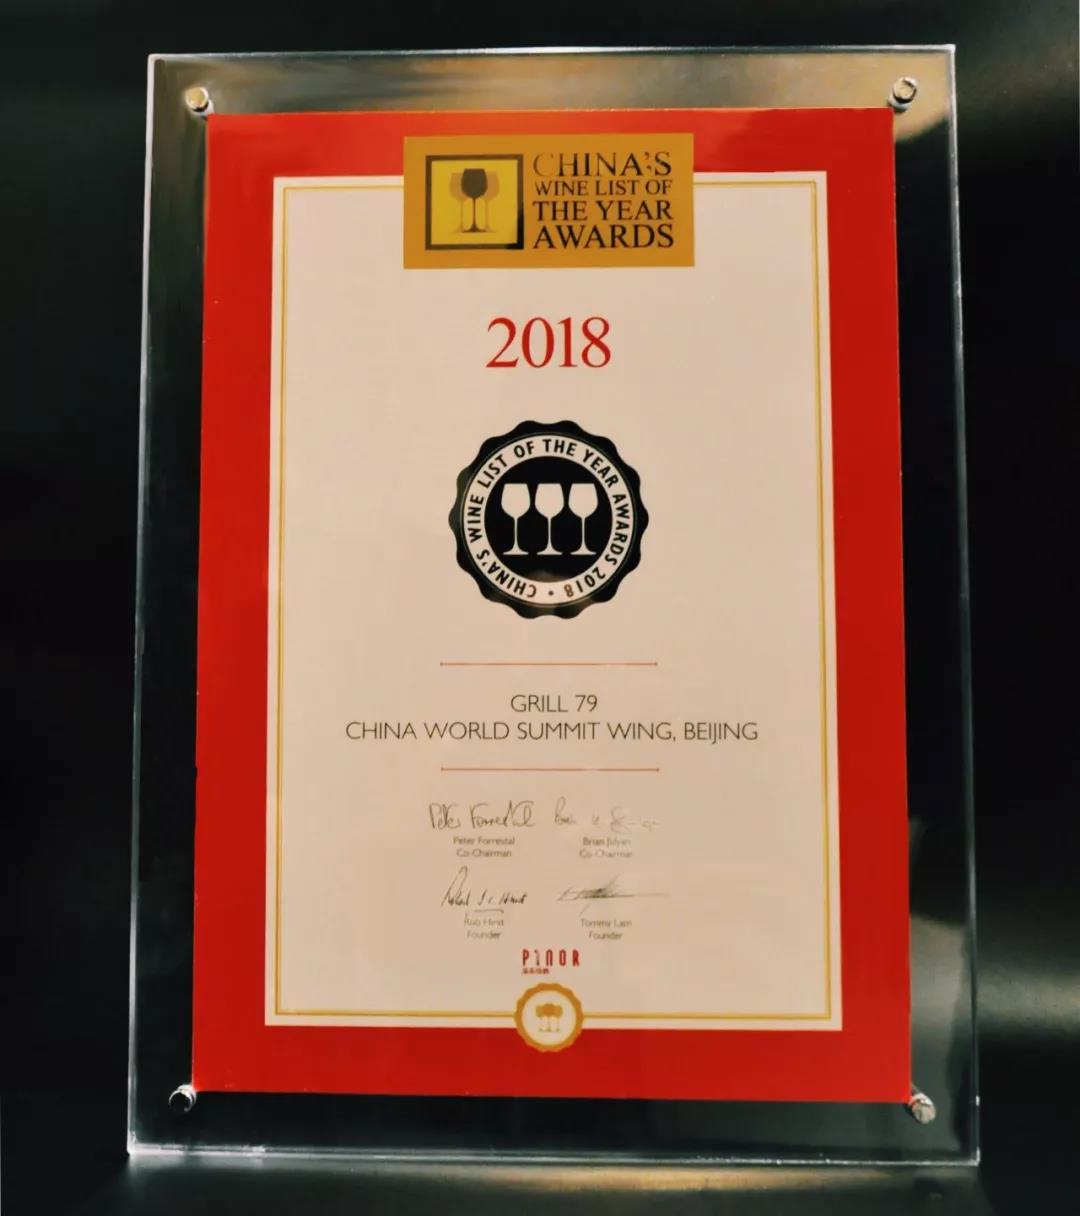 CHINA'S
WINE LIST OF
THE YEAR
AWARDS
2018
CHINA'S WINE LIST OF THE YEAR AWARDS 2018 •
GRILL 79
CHINA WORLD SUMMIT WING, BEIJING
Peter Forrestal
Peter Forrestal Brian Julyan
Co-Chairman Co-Chairman
Rob Hirst Tommy Lam
Founder Founder
PINOR